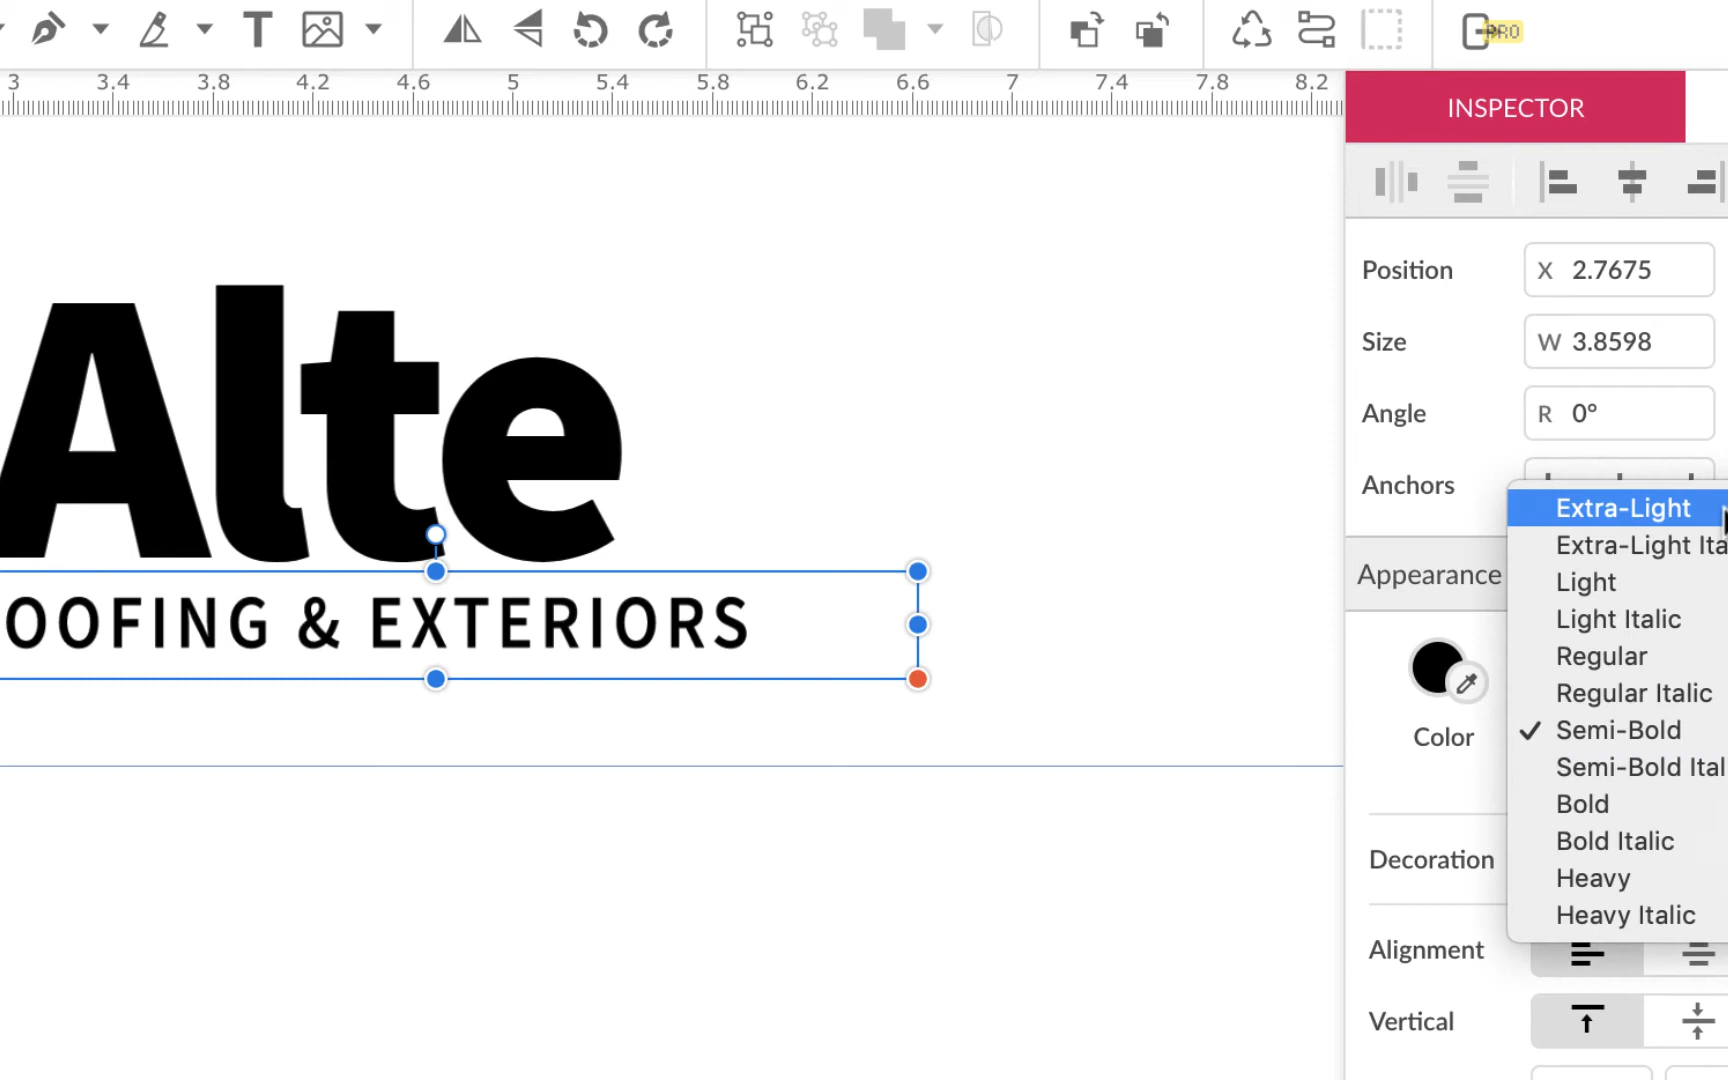 T
PRO
3 3.4 3.8 4.2 4.6 5 5.4 5.8 6.2 6.6 7 7.4 7.8 8.2
INSPECTOR
Position X 2.7675
Size W 3.8598
Angle R 0°
Anchors
Alte
OOFING & EXTERIORS
Appearance
Color
Decoration
Alignment
Vertical
Extra-Light
Extra-Light Ita
Light
Light Italic
Regular
Regular Italic
Semi-Bold
Semi-Bold Ital
Bold
Bold Italic
Heavy
Heavy Italic